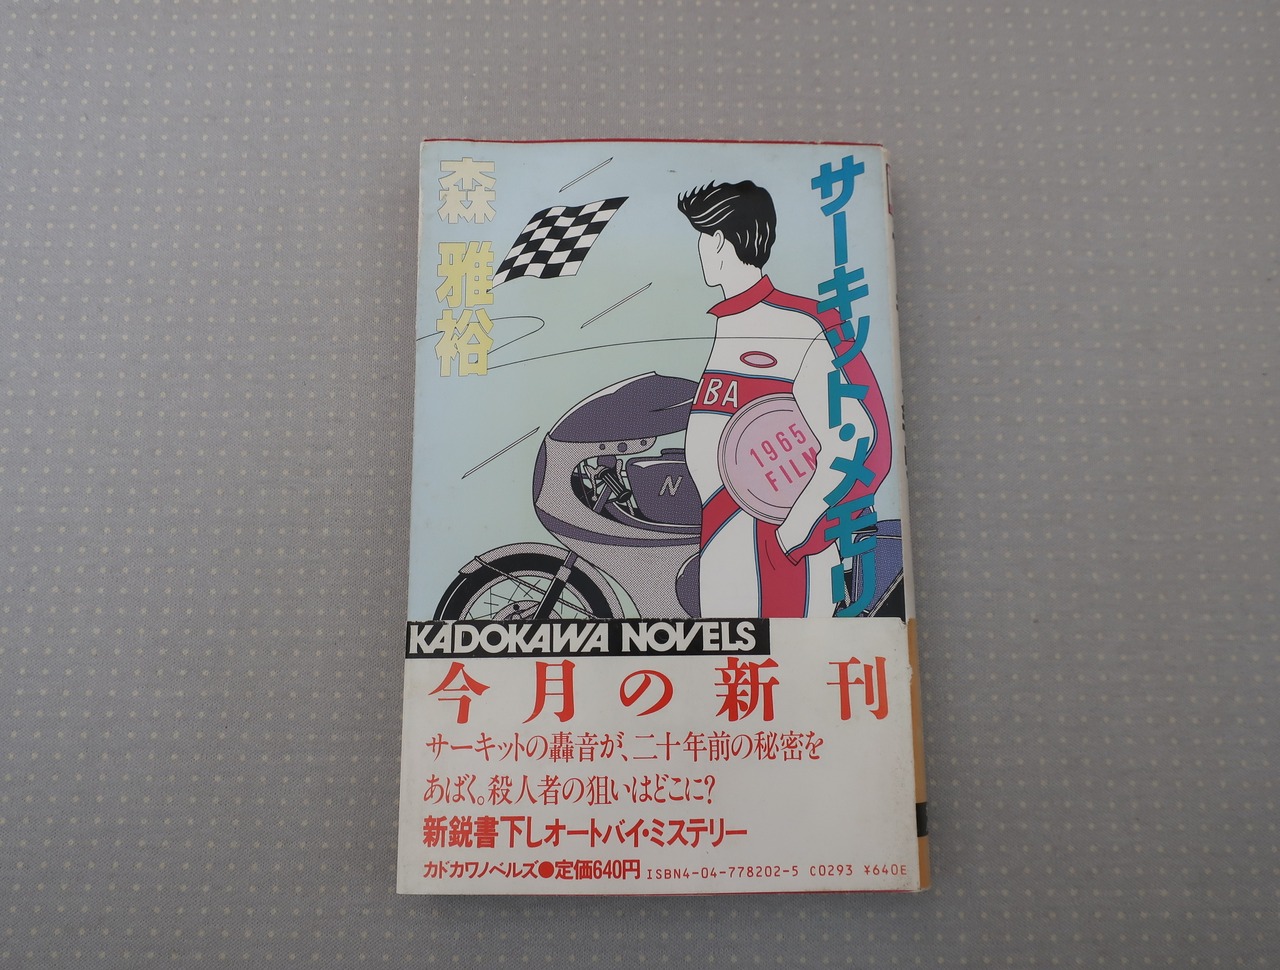 サーキット・メモリー
森 雅裕
IBA
1965
FILM
N
KADOKAWA NOVELS
今月の新刊
サーキットの轟音が、二十年前の秘密を
あばく。殺人者の狙いはどこに?
新鋭書下しオートバイ・ミステリー
カドカワノベルズ●定価640円
ISBN4-04-778202-5 C0293 ¥640E